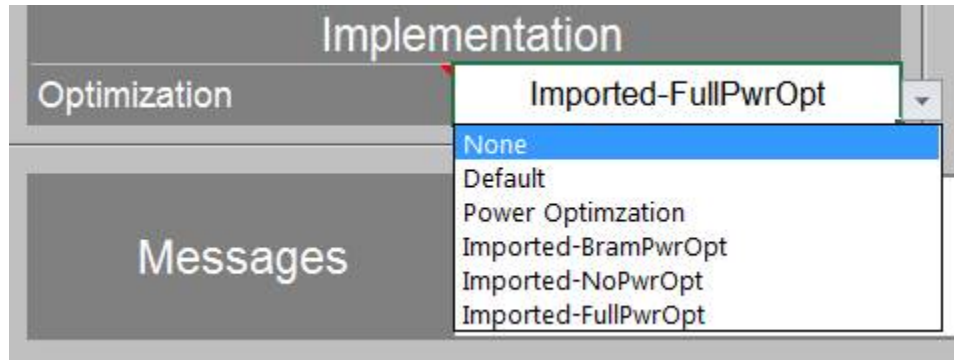 Implementation
Optimization Imported-FullPwrOpt
None
Default
Power Optimzation
Imported-BramPwrOpt
Imported-NoPwrOpt
Imported-FullPwrOpt
Messages